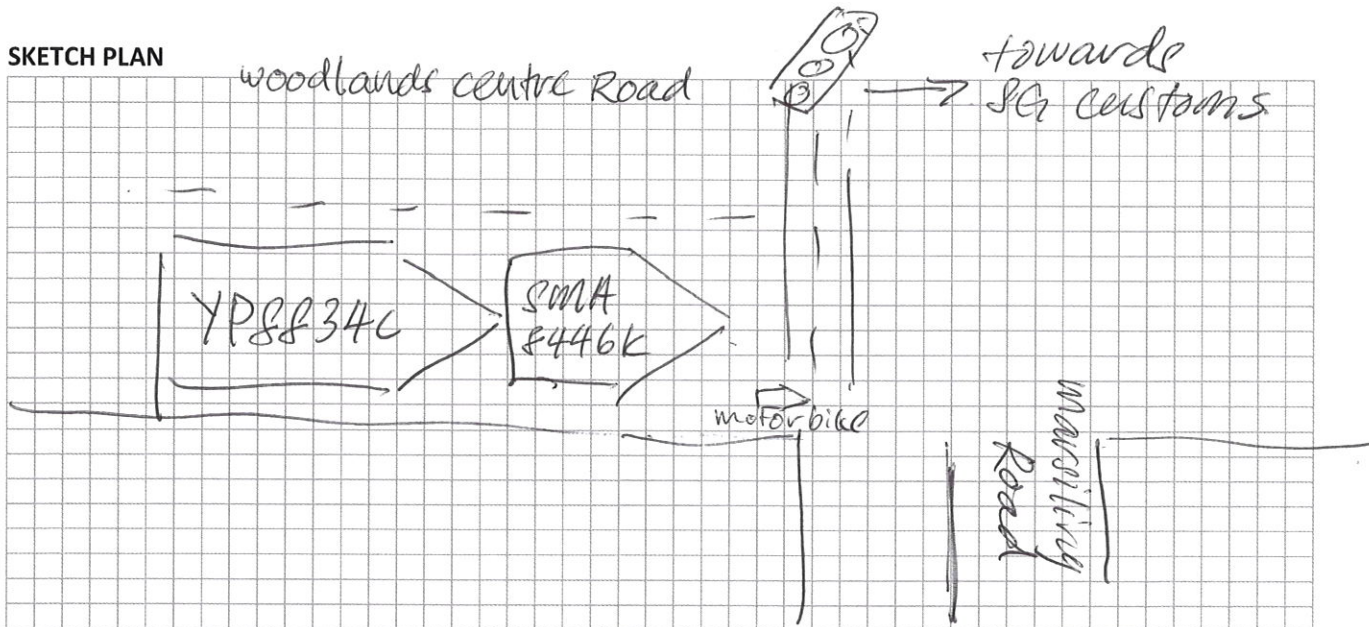 SKETCH PLAN
woodlands centre Road
towards
SG customs
YP8834C
SMA
8446K
motorbike
marsiling
Road